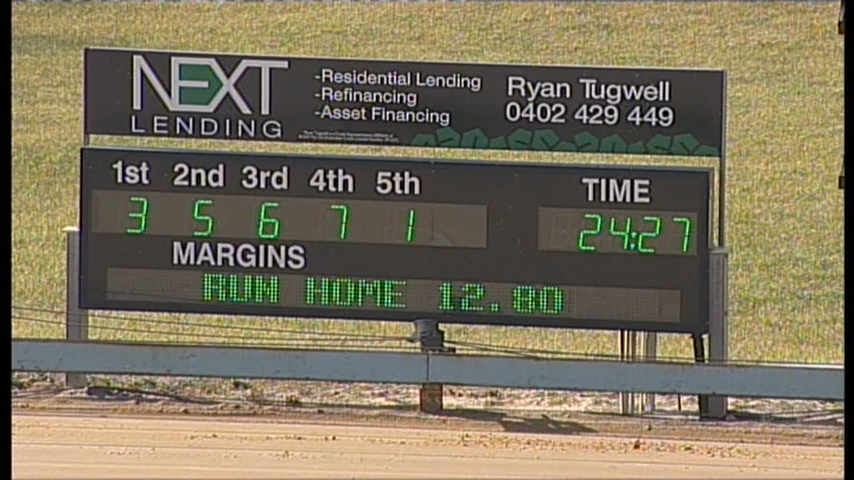 NEXT
LENDING
-Residential Lending
-Refinancing
-Asset Financing
Ryan Tugwell
0402 429 449
1st 2nd 3rd 4th 5th TIME
3 5 6 7 1 24:27
MARGINS
RUN HOME 12.80